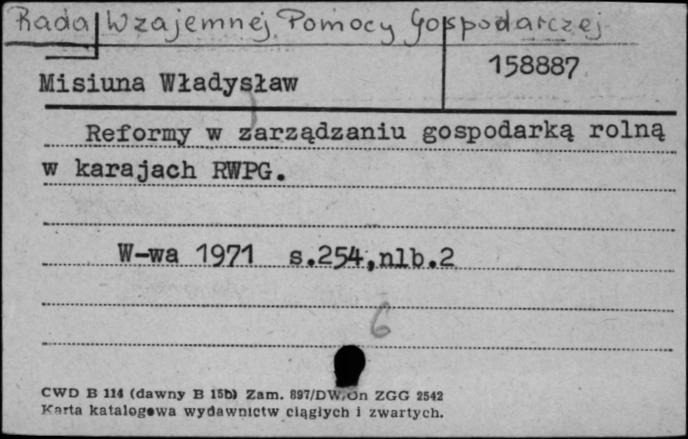 Rada Wzajemnej Pomocy Gospodarczej
Misiuna Władysław
158887
Reformy w zarządzaniu gospodarką rolną
w karajach RWPG.
W-wa 1971 s.254,nlb.2
6
CWD B 114 (dawny B 15b) Zam. 897/DW/On ZGG 2542
Karta katalogowa wydawnictw ciągłych i zwartych.